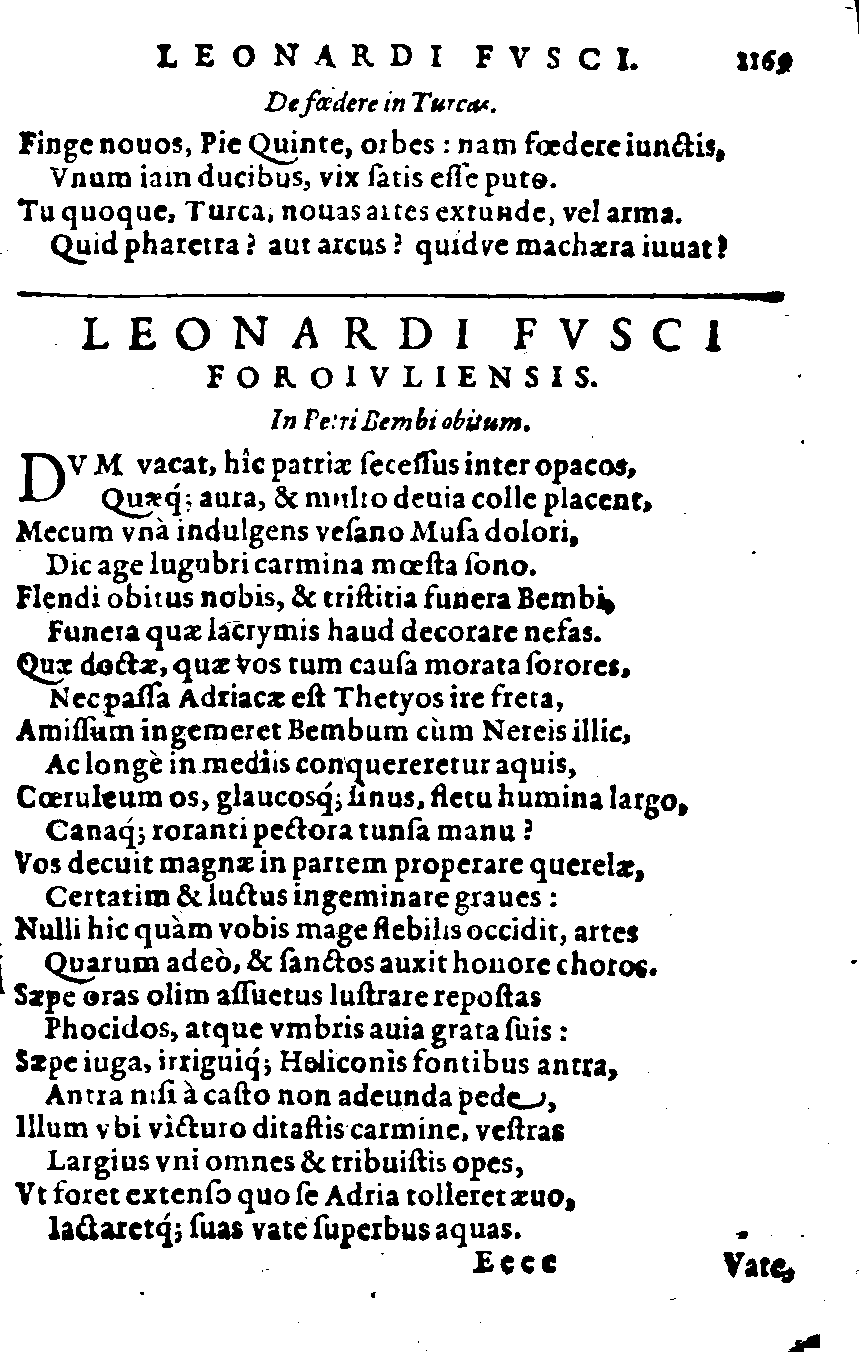 LEONARDI FVSCI. 1169
De fœdere in Turcas.
Finge nouos, Pie Quinte, orbes : nam fœdere iunctis,
Vnum iam ducibus, vix ſatis eſſe puto.
Tu quoque, Turca, nouas artes extunde, vel arma.
Quid pharetra? aut arcus? quidve machæra iuuat?
LEONARDI FVSCI
FOROIVLIENSIS.
In Petri Bembi obitum.
DVM vacat, hîc patriæ ſeceſſus inter opacos,
Quæq́; aura, & multo deuia colle placent,
Mecum vnà indulgens veſano Muſa dolori,
Dic age lugubri carmina mœſta ſono.
Flendi obitus nobis, & triſtitia funera Bembi,
Funera quæ lacrymis haud decorare nefas.
Quæ doctæ, quæ vos tum cauſa morata ſorores,
Nec paſſa Adriacæ eſt Thetyos ire freta,
Amiſſum ingemeret Bembum cùm Nereis illic,
Ac longè in mediis conquereretur aquis,
Cœruleum os, glaucosq́; ſinus, fletu humina largo,
Canaq́; roranti pectora tunſa manu ?
Vos decuit magnæ in partem properare querelæ,
Certatim & luctus ingeminare graues :
Nulli hic quàm vobis mage flebilis occidit, artes
Quarum adeò, & ſanctos auxit honore choros.
Sæpe oras olim aſſuetus luſtrare repoſtas
Phocidos, atque vmbris auia grata ſuis :
Sæpe iuga, irriguiq́; Heliconis fontibus antra,
Antra niſi à caſto non adeunda pede,
Illum vbi victuro ditaſtis carmine, veſtras
Largius vni omnes & tribuiſtis opes,
Vt foret extenſo quo ſe Adria tolleret æuo,
Iactaretq́; ſuas vate ſuperbus aquas.
Eccc Vate,